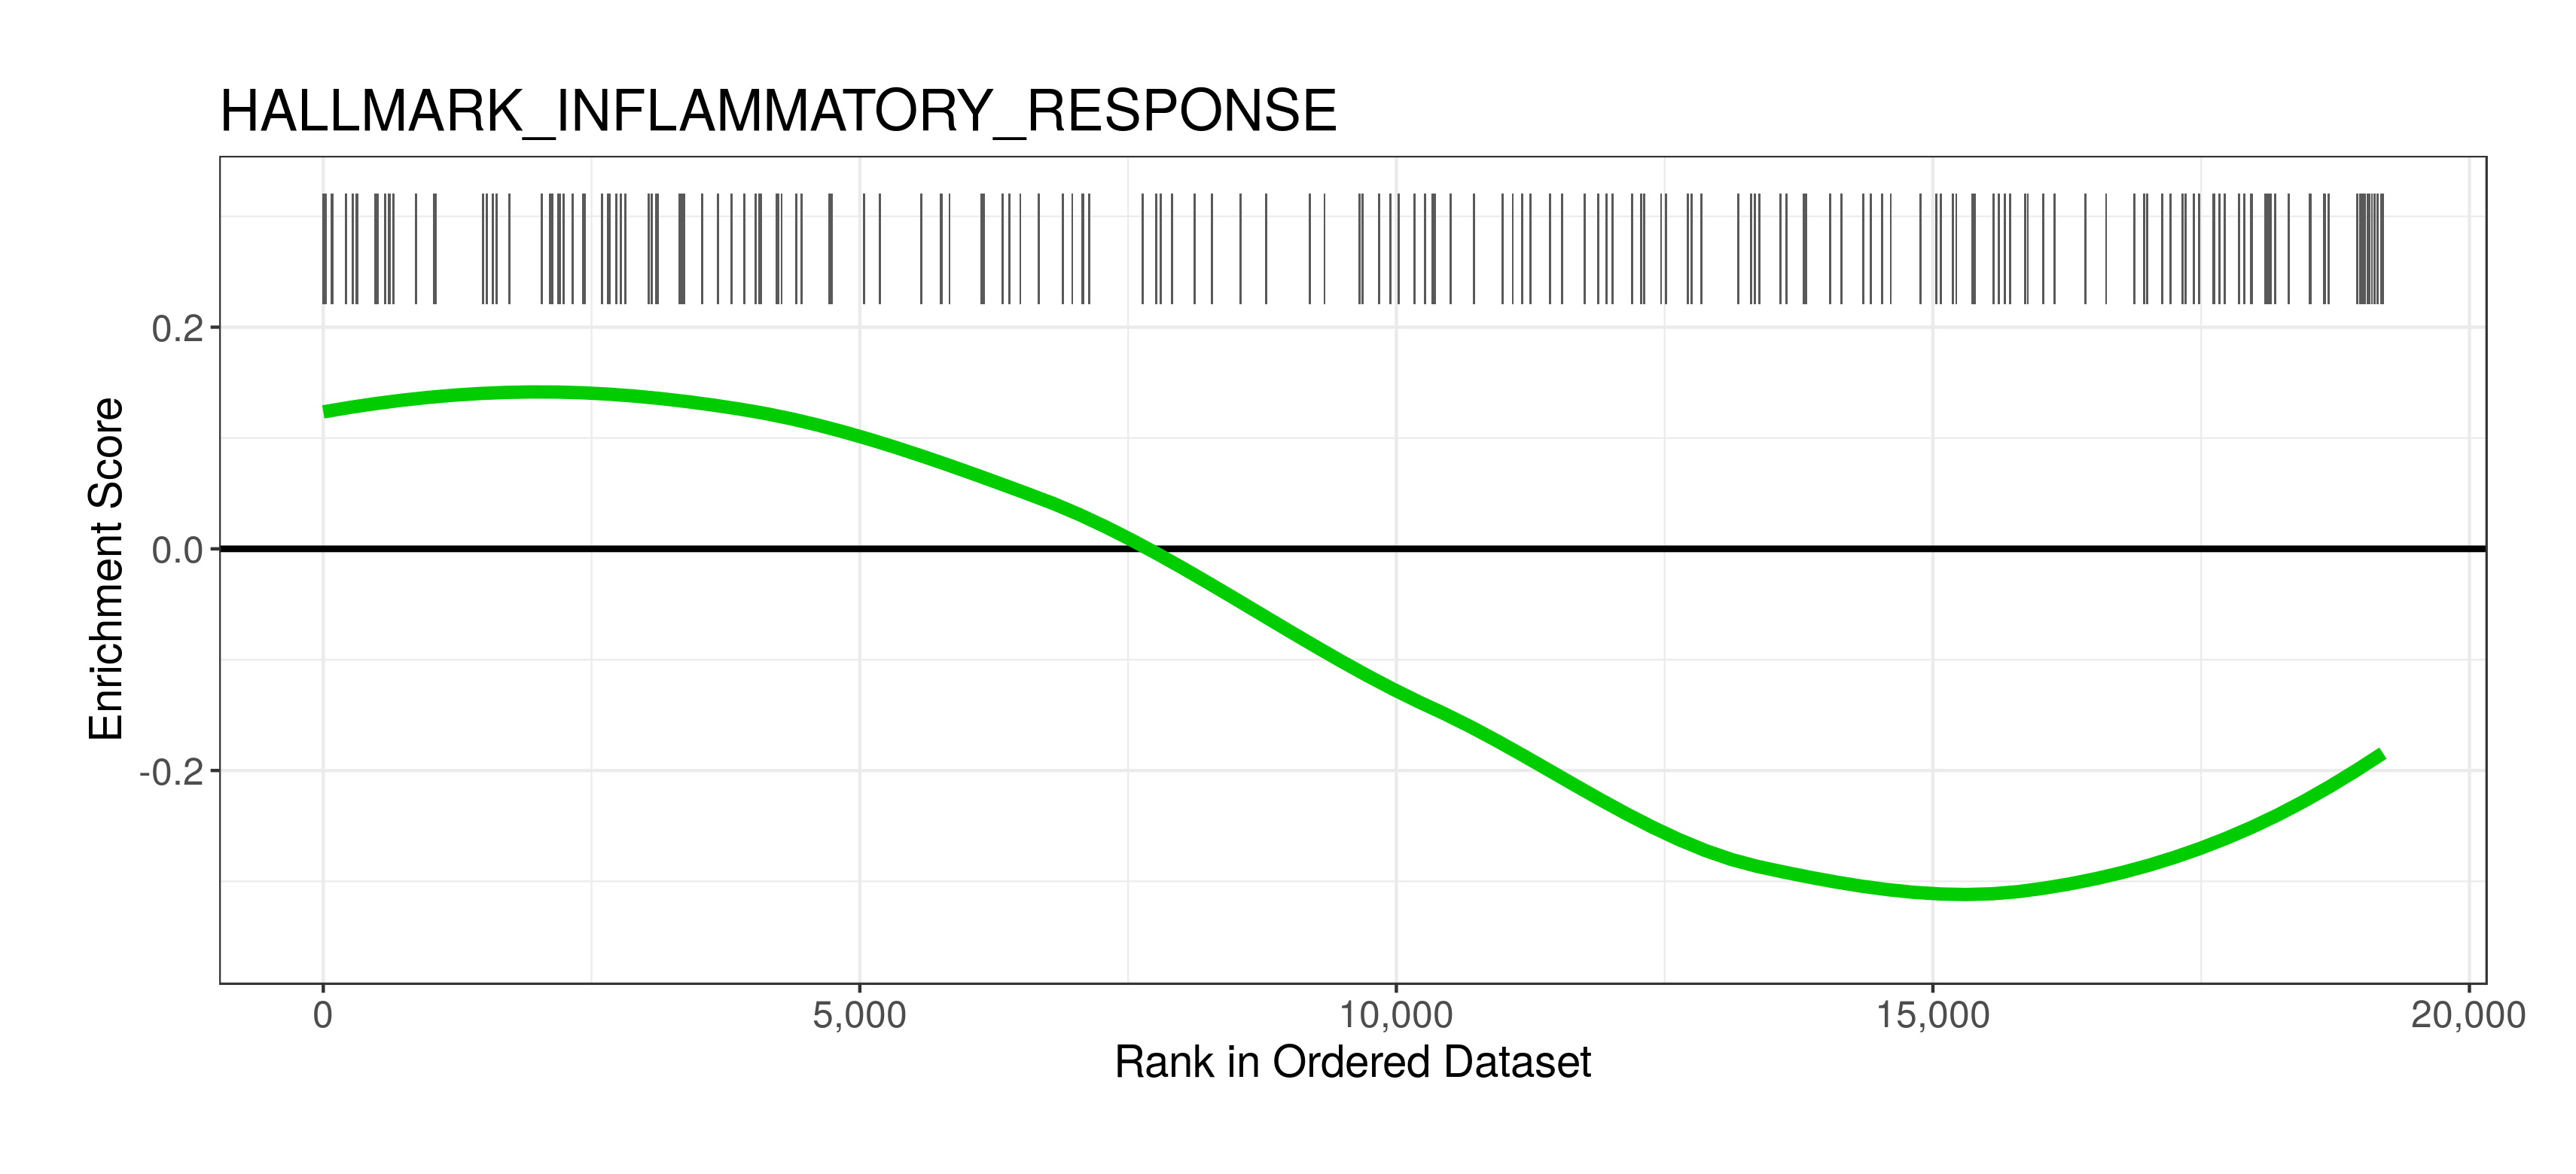 HALLMARK_INFLAMMATORY_RESPONSE
Enrichment Score
0.2
0.0
-0.2
0 5,000 10,000 15,000 20,000
Rank in Ordered Dataset